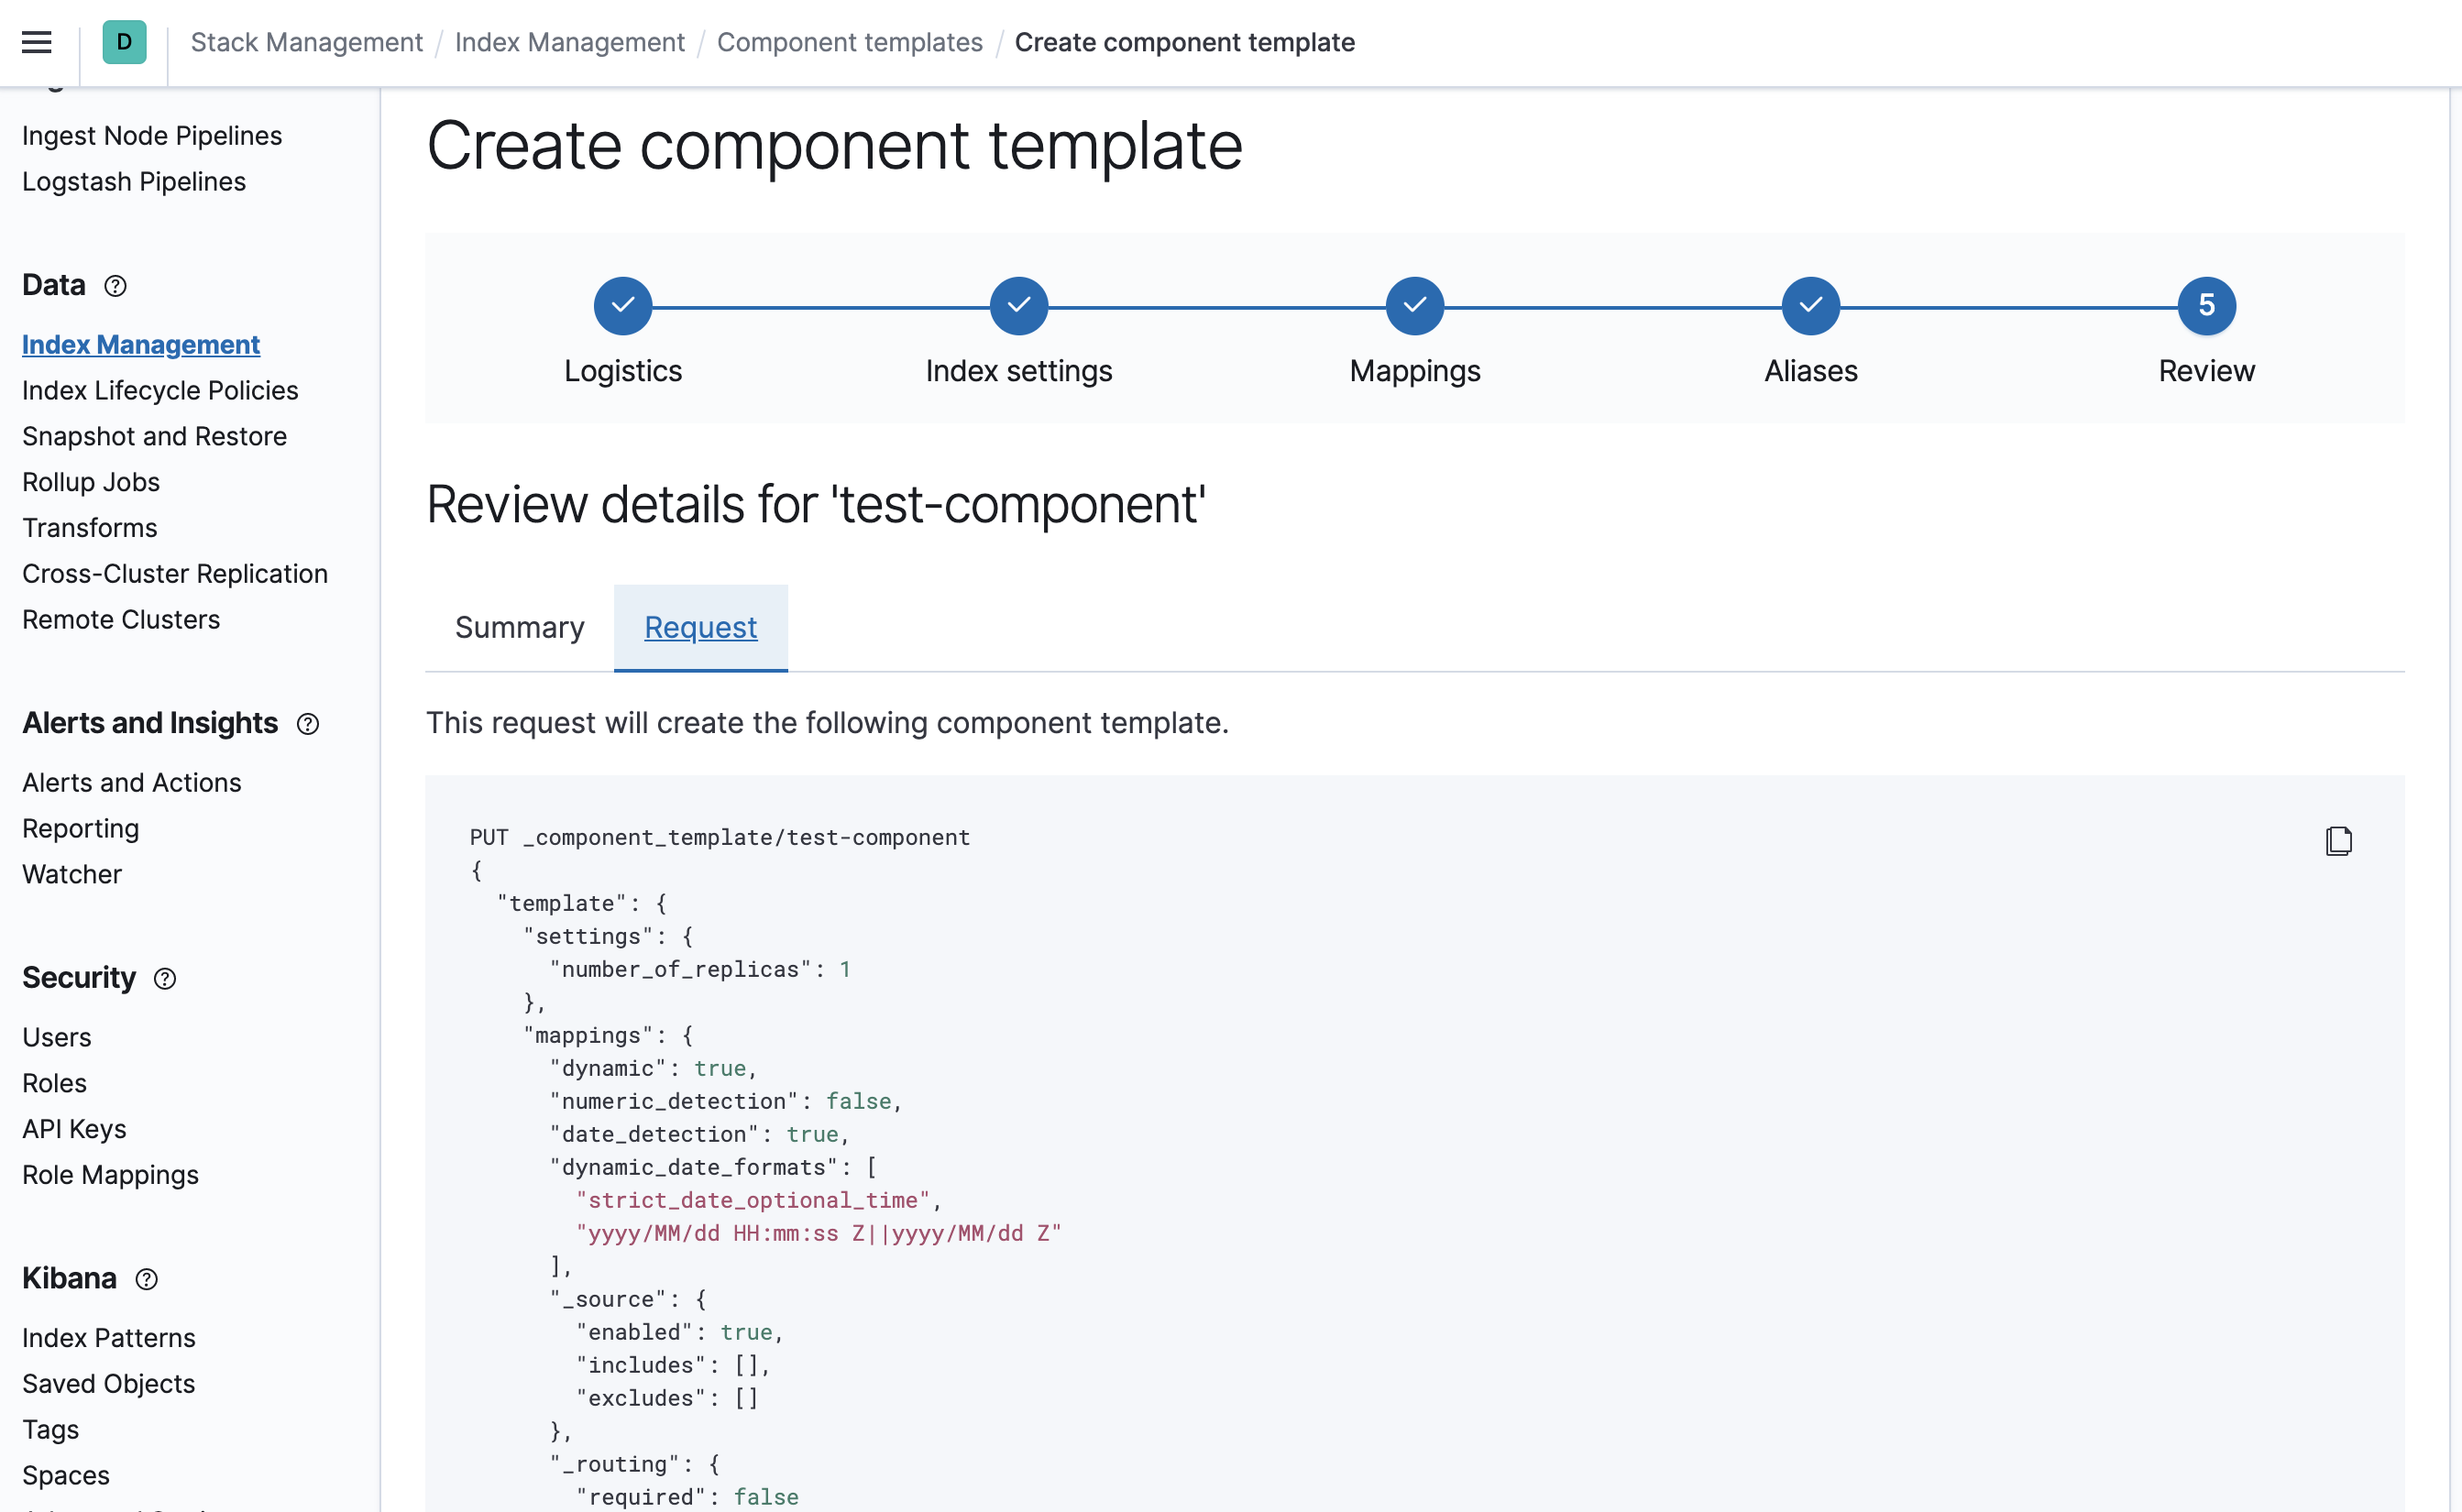 D
Stack Management / Index Management / Component templates / Create component template
Ingest Node Pipelines
Logstash Pipelines
Data
Index Management
Index Lifecycle Policies
Snapshot and Restore
Rollup Jobs
Transforms
Cross-Cluster Replication
Remote Clusters
Alerts and Insights
Alerts and Actions
Reporting
Watcher
Security
Users
Roles
API Keys
Role Mappings
Kibana
Index Patterns
Saved Objects
Tags
Spaces
Create component template
5
Logistics Index settings Mappings Aliases Review
Review details for 'test-component'
Summary Request
This request will create the following component template.
PUT _component_template/test-component
{
  "template": {
    "settings": {
      "number_of_replicas": 1
    },
    "mappings": {
      "dynamic": true,
      "numeric_detection": false,
      "date_detection": true,
      "dynamic_date_formats": [
        "strict_date_optional_time",
        "yyyy/MM/dd HH:mm:ss Z||yyyy/MM/dd Z"
      ],
      "_source": {
        "enabled": true,
        "includes": [],
        "excludes": []
      },
      "_routing": {
        "required": false